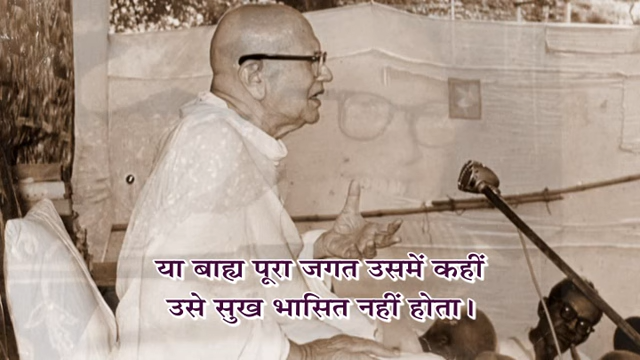 या बाह्य पूरा जगत उसमें कहीं
उसे सुख भासित नहीं होता।